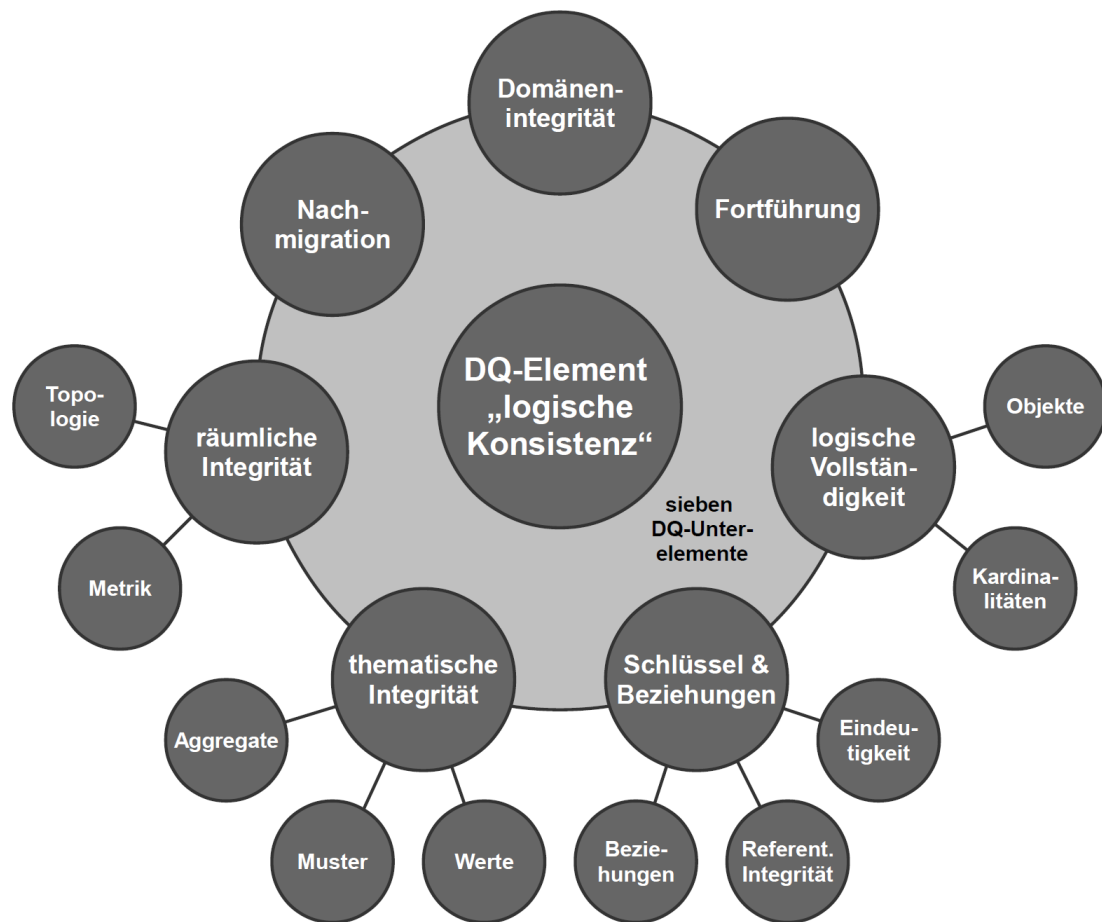 Domänen-
integrität
Nach-
migration
Fortführung
DQ-Element
„logische
Konsistenz“
Topo-
logie
räumliche
Integrität
Metrik
logische
Vollstän-
digkeit
Objekte
Kardina-
litäten
sieben
DQ-Unter-
elemente
thematische
Integrität
Aggregate
Muster
Werte
Schlüssel &
Beziehungen
Eindeu-
tigkeit
Bezie-
hungen
Referent.
Integrität